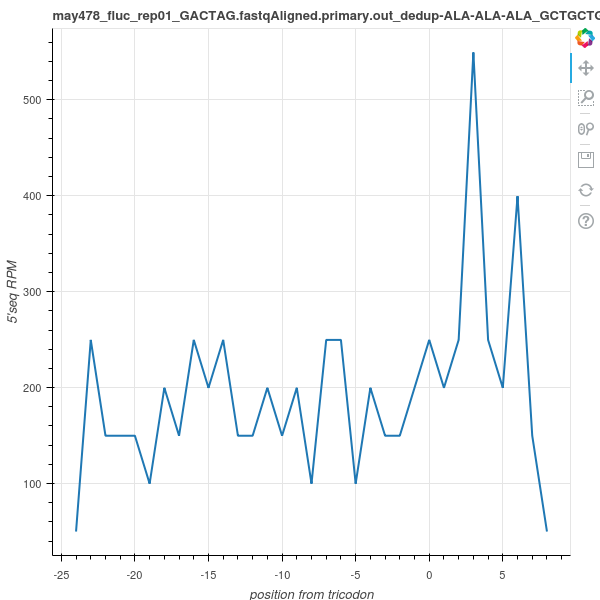 may478_fluc_rep01_GACTAG.fastqAligned.primary.out_dedup-ALA-ALA-ALA_GCTGCTG
500
400
300
200
100
5'seq RPM
-25 -20 -15 -10 -5 0 5
position from tricodon